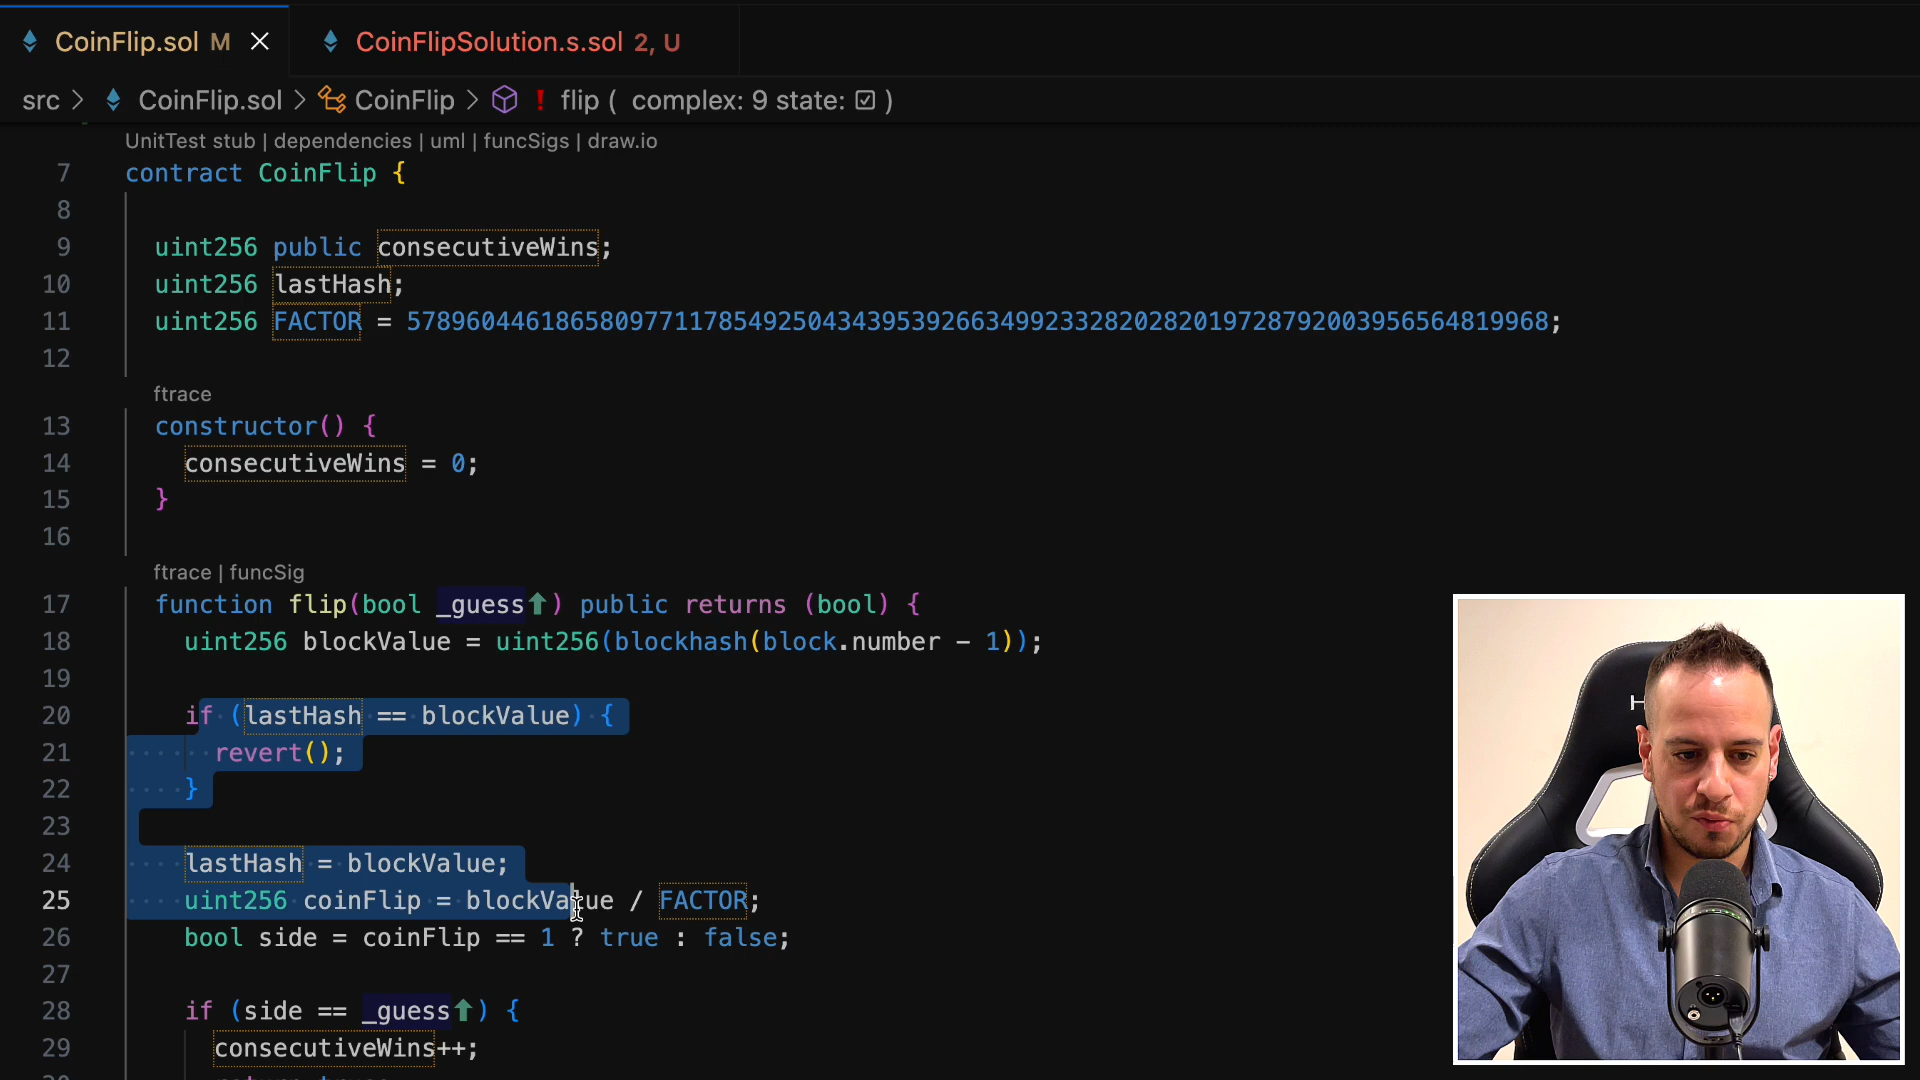 CoinFlip.sol M
CoinFlipSolution.s.sol 2, U
src > CoinFlip.sol > CoinFlip > ! flip ( complex: 9 state: ☑ )
UnitTest stub | dependencies | uml | funcSigs | draw.io
7 contract CoinFlip {
8
9 uint256 public consecutiveWins;
10 uint256 lastHash;
11 uint256 FACTOR = 57896044618658097711785492504343953926634992332820282019728792003956564819968;
12
ftrace
13 constructor() {
14 consecutiveWins = 0;
15 }
16
ftrace | funcSig
17 function flip(bool _guess⬆) public returns (bool) {
18 uint256 blockValue = uint256(blockhash(block.number - 1));
19
20 if (lastHash == blockValue) {
21 revert();
22 }
23
24 lastHash = blockValue;
25 uint256 coinFlip = blockValue / FACTOR;
26 bool side = coinFlip == 1 ? true : false;
27
28 if (side == _guess⬆) {
29 consecutiveWins++;